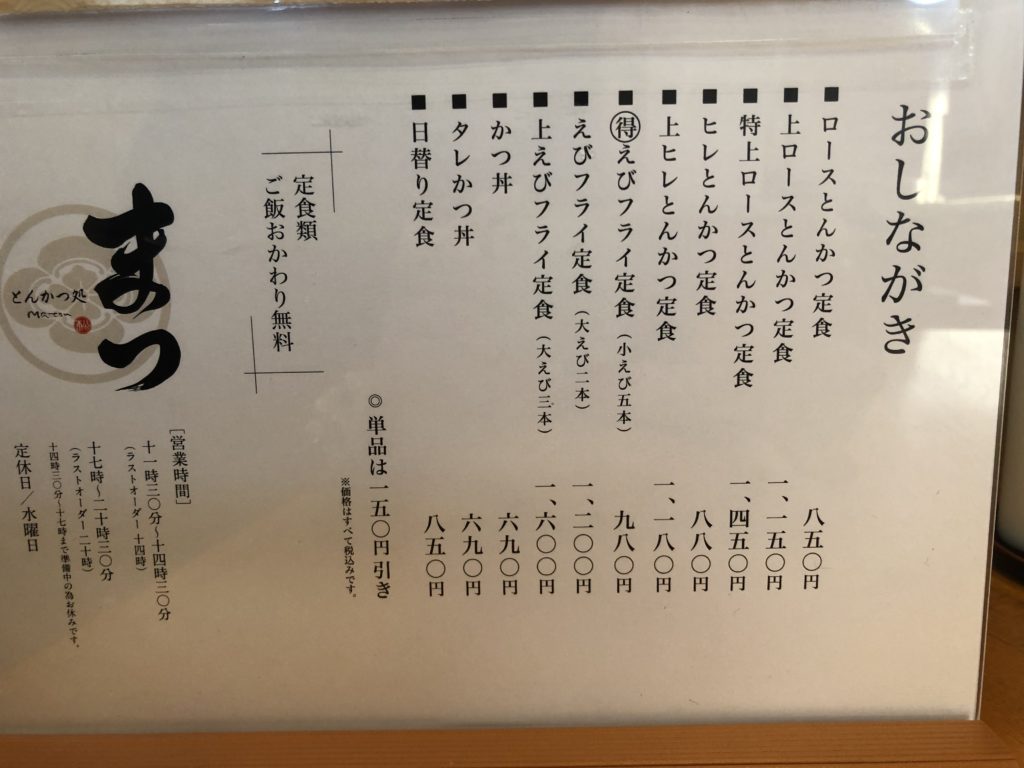 おしながき
■ロースとんかつ定食 八五〇円
■上ロースとんかつ定食 一、一五〇円
■特上ロースとんかつ定食 一、四五〇円
■ヒレとんかつ定食 八八〇円
■上ヒレとんかつ定食 一、一八〇円
■得えびフライ定食（小えび五本） 九八〇円
■えびフライ定食（大えび二本） 一、二〇〇円
■上えびフライ定食（大えび三本） 一、六〇〇円
■かつ丼 六九〇円
■タレかつ丼 六九〇円
■日替り定食 八五〇円
◎単品は一五〇円引き
※価格はすべて税込みです。
定食類
ご飯おかわり無料
まつ
とんかつ処
［営業時間］
十一時三〇分～十四時三〇分
（ラストオーダー 十四時）
十七時～二十時三〇分
（ラストオーダー 二十時）
十四時三〇分～十七時まで準備中の為お休みです。
定休日／水曜日